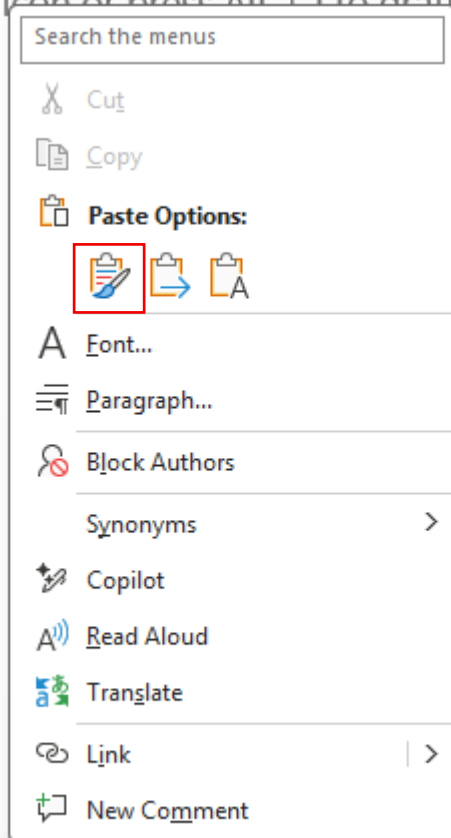 Search the menus
Cut
Copy
Paste Options:
Font...
Paragraph...
Block Authors
Synonyms
Copilot
Read Aloud
Translate
Link
New Comment